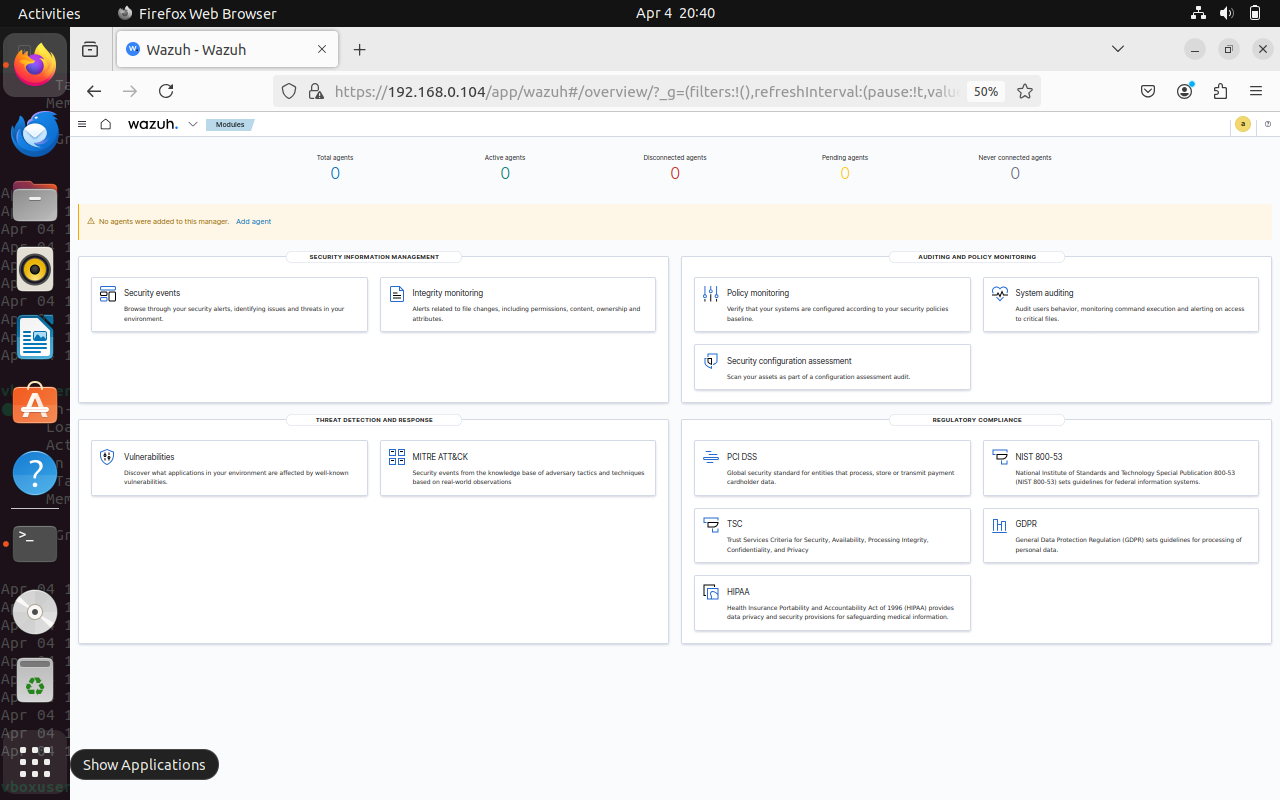 Activities
Firefox Web Browser
Apr 4 20:40
Wazuh - Wazuh
https://192.168.0.104/app/wazuh#/overview/?_g=(filters:!(),refreshInterval:(pause:!t,valu
50%
wazuh.
Modules
a
Total agents
0
Active agents
0
Disconnected agents
0
Pending agents
0
Never connected agents
0
No agents were added to this manager. Add agent
SECURITY INFORMATION MANAGEMENT
Security events
Browse through your security alerts, identifying issues and threats in your
environment.
Integrity monitoring
Alerts related to file changes, including permissions, content, ownership and
attributes.
AUDITING AND POLICY MONITORING
Policy monitoring
Verify that your systems are configured according to your security policies
baseline.
System auditing
Audit users behavior, monitoring command execution and alerting on access
to critical files.
Security configuration assessment
Scan your assets as part of a configuration assessment audit.
THREAT DETECTION AND RESPONSE
Vulnerabilities
Discover what applications in your environment are affected by well-known
vulnerabilities.
MITRE ATT&CK
Security events from the knowledge base of adversary tactics and techniques
based on real-world observations
REGULATORY COMPLIANCE
PCI DSS
Global security standard for entities that process, store or transmit payment
cardholder data.
NIST 800-53
National Institute of Standards and Technology Special Publication 800-53
(NIST 800-53) sets guidelines for federal information systems.
TSC
Trust Services Criteria for Security, Availability, Processing Integrity,
Confidentiality, and Privacy
GDPR
General Data Protection Regulation (GDPR) sets guidelines for processing of
personal data.
HIPAA
Health Insurance Portability and Accountability Act of 1996 (HIPAA) provides
data privacy and security provisions for safeguarding medical information.
Show Applications